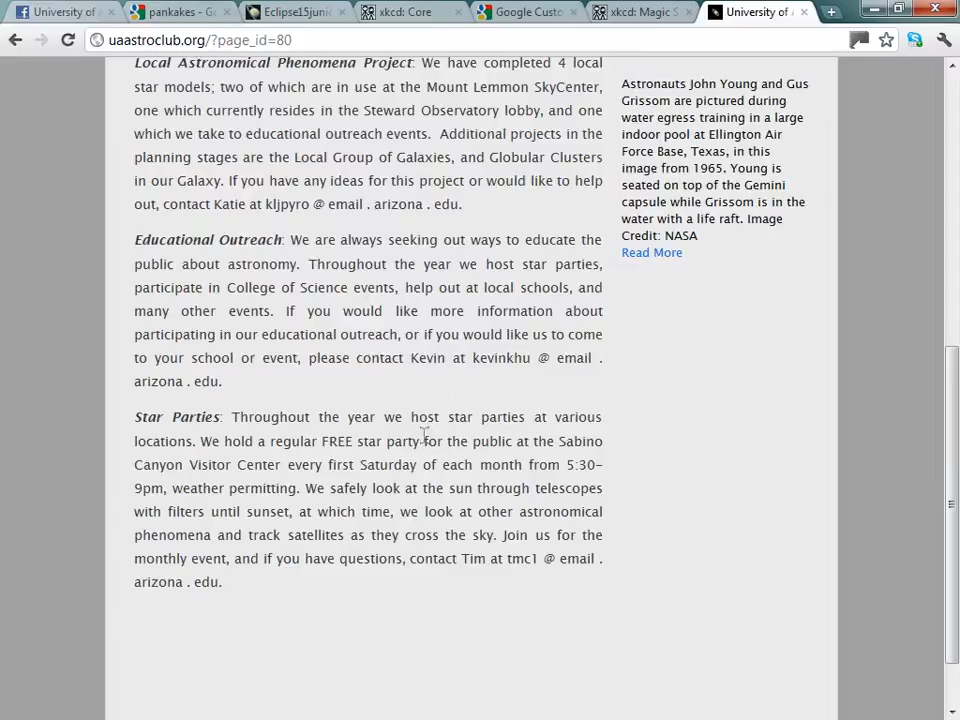 University of
pankakes - G
Eclipse15juni
xkcd: Core
Google Custo
xkcd: Magic S
University of
uaastroclub.org/?page_id=80
Local Astronomical Phenomena Project: We have completed 4 local
star models; two of which are in use at the Mount Lemmon SkyCenter,
one which currently resides in the Steward Observatory lobby, and one
which we take to educational outreach events. Additional projects in the
planning stages are the Local Group of Galaxies, and Globular Clusters
in our Galaxy. If you have any ideas for this project or would like to help
out, contact Katie at kljpyro @ email . arizona . edu.
Educational Outreach: We are always seeking out ways to educate the
public about astronomy. Throughout the year we host star parties,
participate in College of Science events, help out at local schools, and
many other events. If you would like more information about
participating in our educational outreach, or if you would like us to come
to your school or event, please contact Kevin at kevinkhu @ email .
arizona . edu.
Star Parties: Throughout the year we host star parties at various
locations. We hold a regular FREE star party for the public at the Sabino
Canyon Visitor Center every first Saturday of each month from 5:30-
9pm, weather permitting. We safely look at the sun through telescopes
with filters until sunset, at which time, we look at other astronomical
phenomena and track satellites as they cross the sky. Join us for the
monthly event, and if you have questions, contact Tim at tmc1 @ email .
arizona . edu.
Astronauts John Young and Gus
Grissom are pictured during
water egress training in a large
indoor pool at Ellington Air
Force Base, Texas, in this
image from 1965. Young is
seated on top of the Gemini
capsule while Grissom is in the
water with a life raft. Image
Credit: NASA
Read More